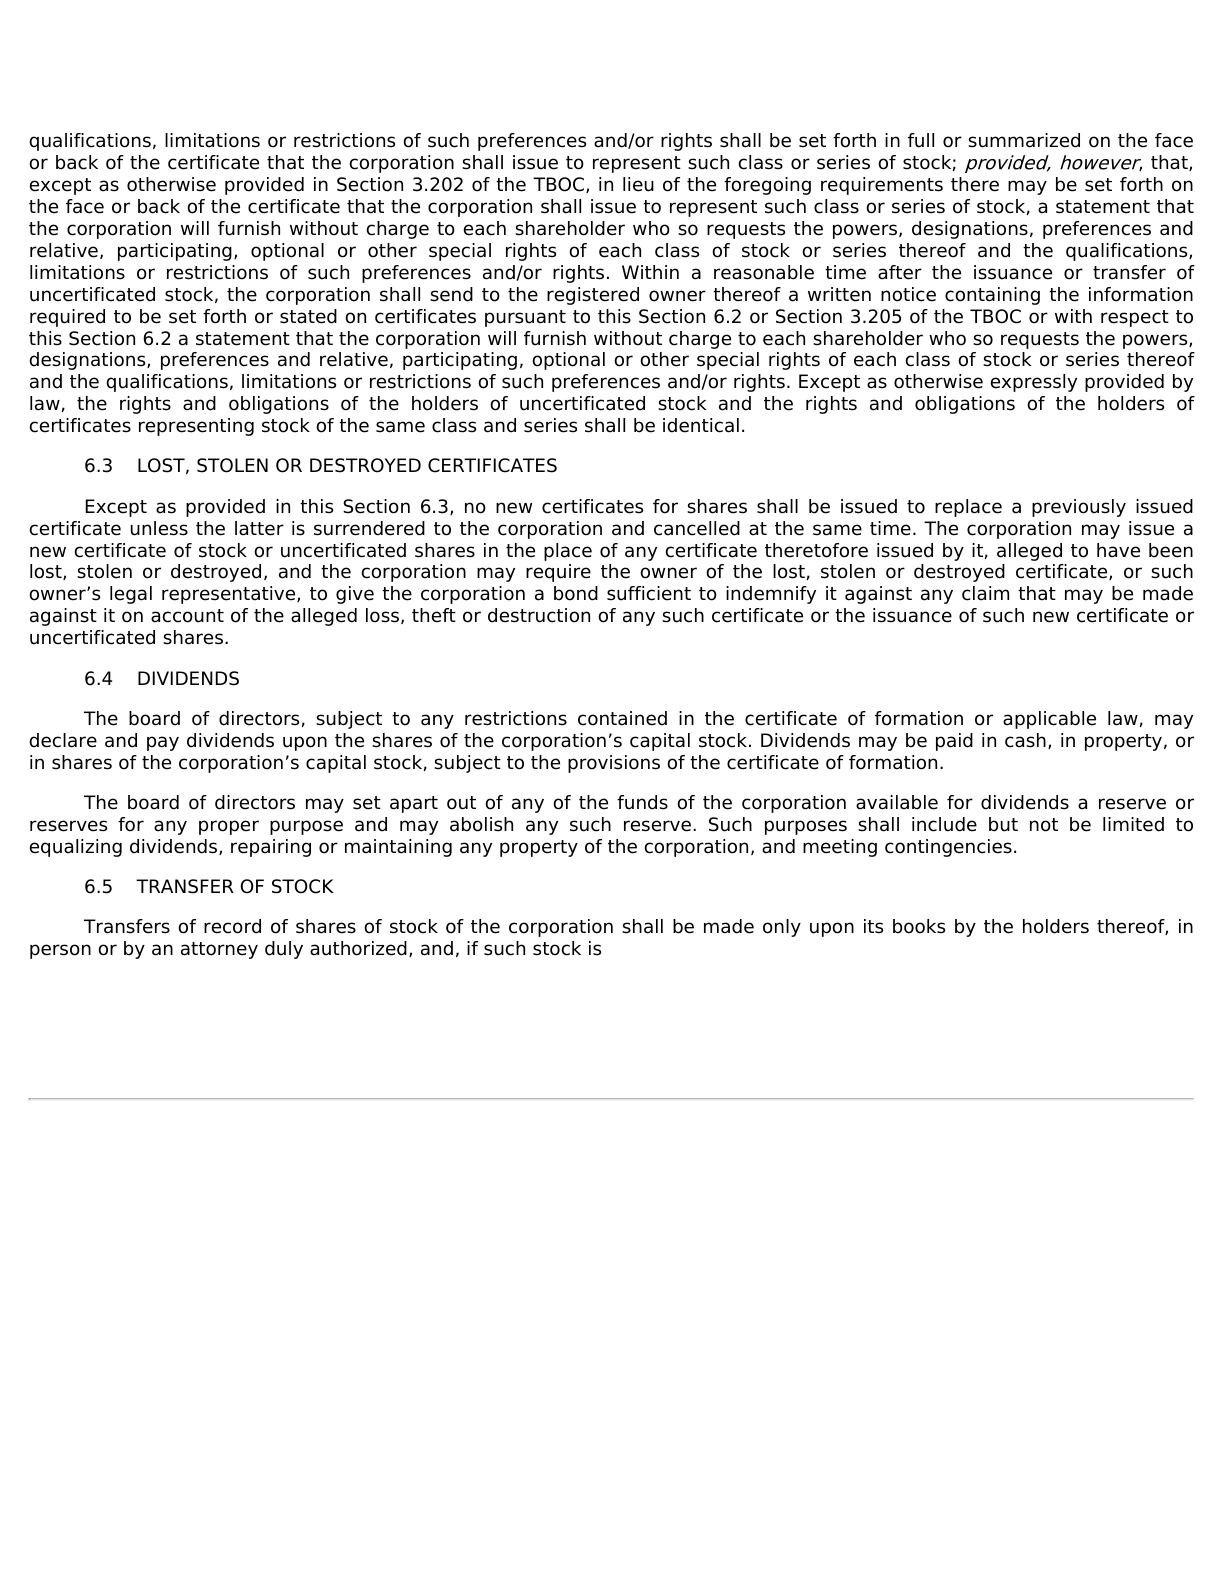 qualifications, limitations or restrictions of such preferences and/or rights shall be set forth in full or summarized on the face
or back of the certificate that the corporation shall issue to represent such class or series of stock; provided, however, that,
except as otherwise provided in Section 3.202 of the TBOC, in lieu of the foregoing requirements there may be set forth on
the face or back of the certificate that the corporation shall issue to represent such class or series of stock, a statement that
the corporation will furnish without charge to each shareholder who so requests the powers, designations, preferences and
relative, participating, optional or other special rights of each class of stock or series thereof and the qualifications,
limitations or restrictions of such preferences and/or rights. Within a reasonable time after the issuance or transfer of
uncertificated stock, the corporation shall send to the registered owner thereof a written notice containing the information
required to be set forth or stated on certificates pursuant to this Section 6.2 or Section 3.205 of the TBOC or with respect to
this Section 6.2 a statement that the corporation will furnish without charge to each shareholder who so requests the powers,
designations, preferences and relative, participating, optional or other special rights of each class of stock or series thereof
and the qualifications, limitations or restrictions of such preferences and/or rights. Except as otherwise expressly provided by
law, the rights and obligations of the holders of uncertificated stock and the rights and obligations of the holders of
certificates representing stock of the same class and series shall be identical.
6.3 LOST, STOLEN OR DESTROYED CERTIFICATES
Except as provided in this Section 6.3, no new certificates for shares shall be issued to replace a previously issued
certificate unless the latter is surrendered to the corporation and cancelled at the same time. The corporation may issue a
new certificate of stock or uncertificated shares in the place of any certificate theretofore issued by it, alleged to have been
lost, stolen or destroyed, and the corporation may require the owner of the lost, stolen or destroyed certificate, or such
owner’s legal representative, to give the corporation a bond sufficient to indemnify it against any claim that may be made
against it on account of the alleged loss, theft or destruction of any such certificate or the issuance of such new certificate or
uncertificated shares.
6.4 DIVIDENDS
The board of directors, subject to any restrictions contained in the certificate of formation or applicable law, may
declare and pay dividends upon the shares of the corporation’s capital stock. Dividends may be paid in cash, in property, or
in shares of the corporation’s capital stock, subject to the provisions of the certificate of formation.
The board of directors may set apart out of any of the funds of the corporation available for dividends a reserve or
reserves for any proper purpose and may abolish any such reserve. Such purposes shall include but not be limited to
equalizing dividends, repairing or maintaining any property of the corporation, and meeting contingencies.
6.5 TRANSFER OF STOCK
Transfers of record of shares of stock of the corporation shall be made only upon its books by the holders thereof, in
person or by an attorney duly authorized, and, if such stock is